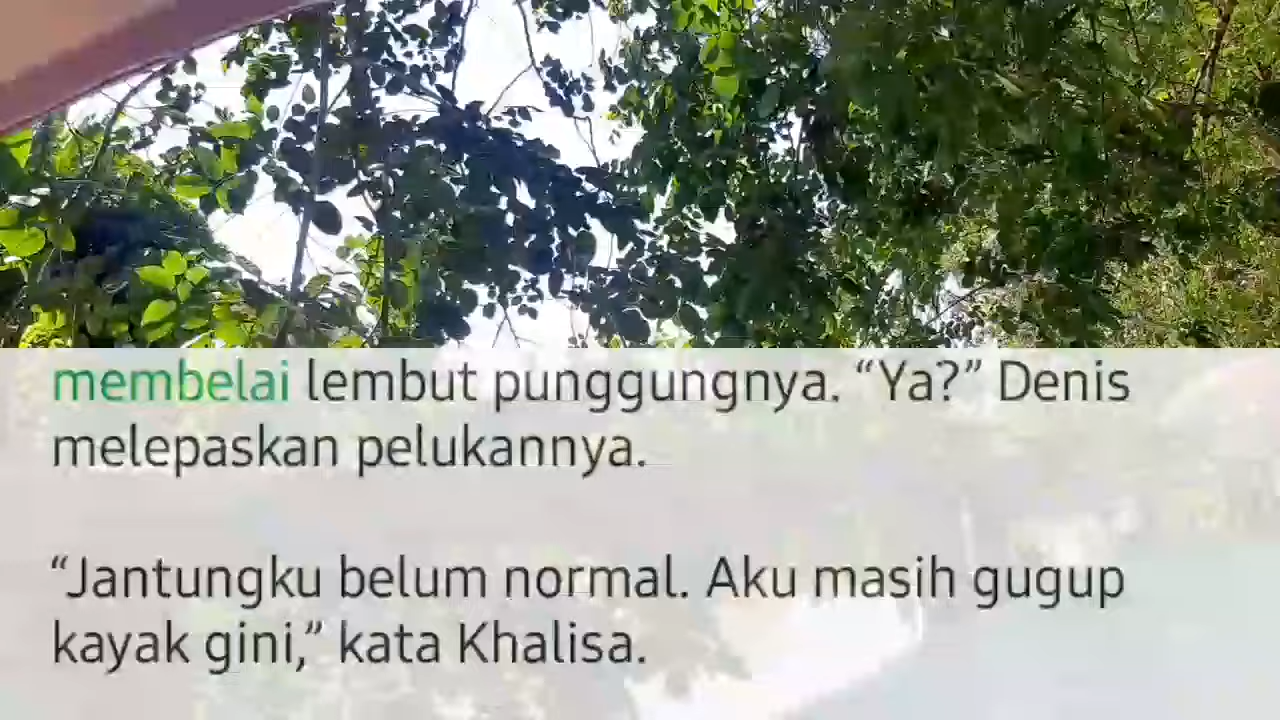 membelai lembut punggungnya. “Ya?” Denis
melepaskan pelukannya.
“Jantungku belum normal. Aku masih gugup
kayak gini,” kata Khalisa.